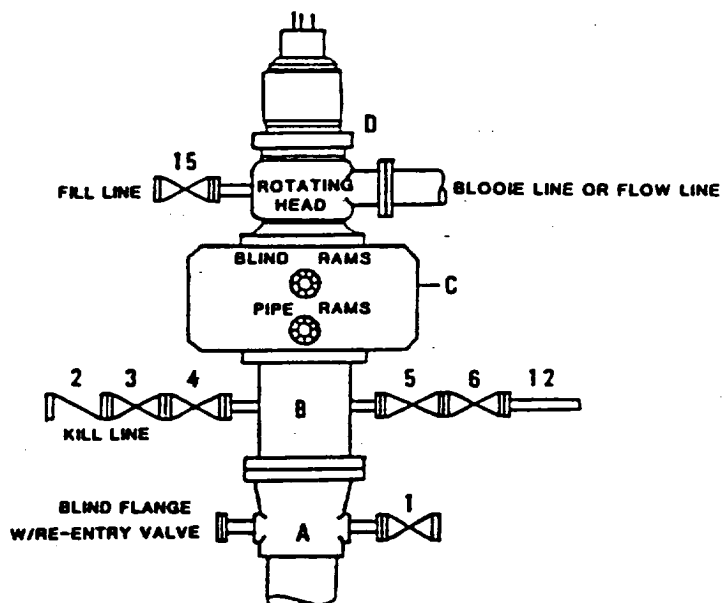 D
15
FILL LINE
ROTATING
HEAD
BLOOIE LINE OR FLOW LINE
BLIND RAMS
C
PIPE RAMS
2 3 4
5 6 12
B
KILL LINE
BLIND FLANGE
W/RE-ENTRY VALVE
A
1